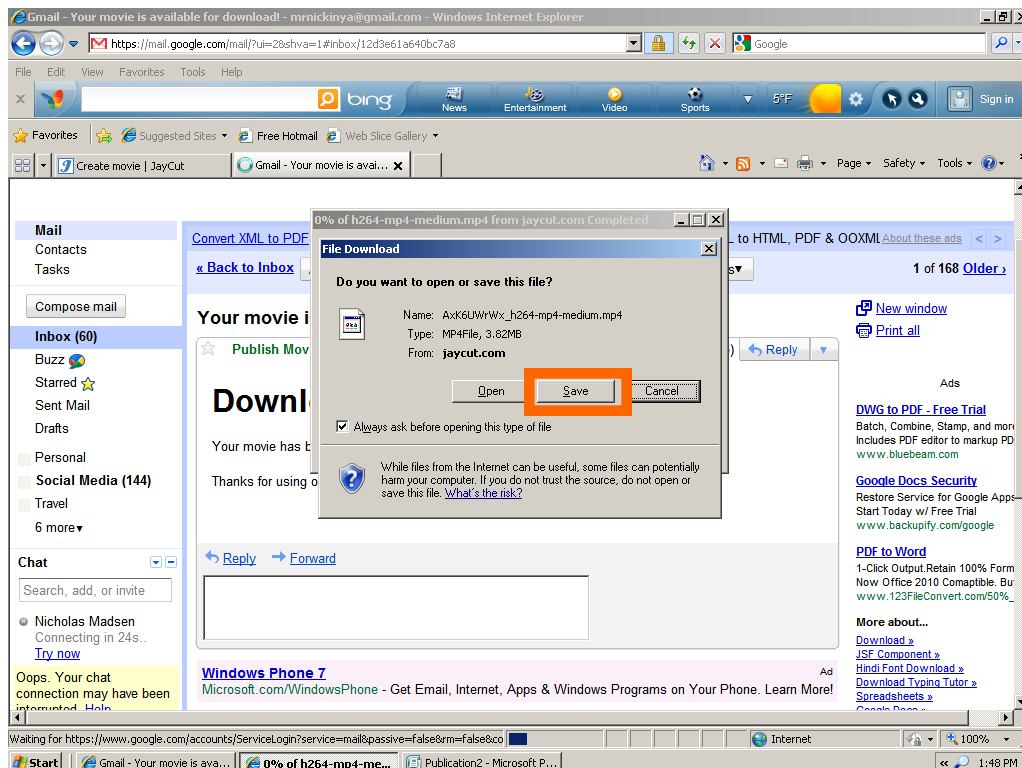 Gmail - Your movie is available for download! - mrnickinya@gmail.com - Windows Internet Explorer
https://mail.google.com/mail/?ui=2&shva=1#inbox/12d3e61a640bc7a8
Google
File Edit View Favorites Tools Help
bing News Entertainment Video Sports 5°F Sign in
Favorites Suggested Sites Free Hotmail Web Slice Gallery
Create movie | JayCut Gmail - Your movie is avai... Page Safety Tools
0% of h264-mp4-medium.mp4 from jaycut.com Completed
File Download
Do you want to open or save this file?
Name: AxK6UWrWx_h264-mp4-medium.mp4
Type: MP4File, 3.82MB
From: jaycut.com
Open Save Cancel
Always ask before opening this type of file
While files from the Internet can be useful, some files can potentially
harm your computer. If you do not trust the source, do not open or
save this file. What's the risk?
Mail
Contacts
Tasks
Compose mail
Inbox (60)
Buzz
Starred
Sent Mail
Drafts
Personal
Social Media (144)
Travel
6 more▾
Chat
Search, add, or invite
Nicholas Madsen
Connecting in 24s..
Try now
Oops. Your chat
connection may have been
interrupted. Help
Convert XML to PDF L to HTML, PDF & OOXML About these ads < >
« Back to Inbox 1 of 168 Older ›
Your movie i
Publish Mov Reply
Downl
Your movie has b
Thanks for using o
Reply Forward
Windows Phone 7 Ad
Microsoft.com/WindowsPhone - Get Email, Internet, Apps & Windows Programs on Your Phone. Learn More!
New window
Print all
Ads
DWG to PDF - Free Trial
Batch, Combine, Stamp, and more
Includes PDF editor to markup PD
www.bluebeam.com
Google Docs Security
Restore Service for Google Apps
Start Today w/ Free Trial
www.backupify.com/google
PDF to Word
1-Click Output.Retain 100% Form
Now Office 2010 Comaptible. Bu
www.123FileConvert.com/50%_
More about...
Download »
JSF Component »
Hindi Font Download »
Download Typing Tutor »
Spreadsheets »
Google Docs »
Waiting for https://www.google.com/accounts/ServiceLogin?service=mail&passive=false&rm=false&co Internet 100%
Start Gmail - Your movie is ava... 0% of h264-mp4-me... Publication2 - Microsoft P... « 1:48 PM